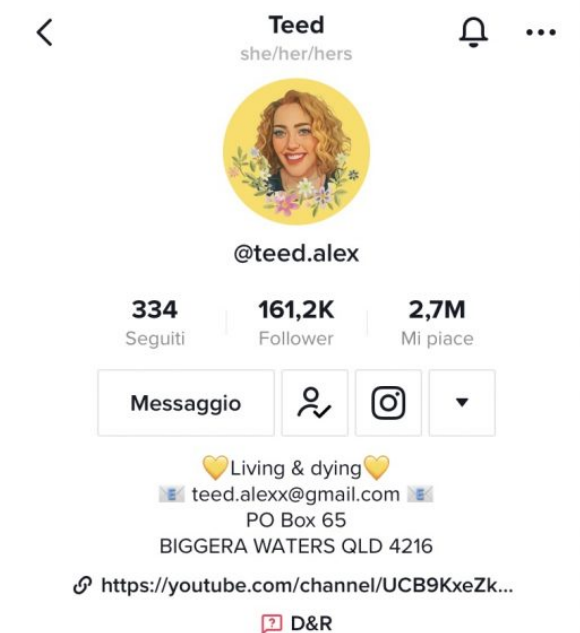 Teed
she/her/hers
@teed.alex
334 161,2K 2,7M
Seguiti Follower Mi piace
Messaggio
💛Living & dying💛
📧 teed.alexx@gmail.com 📧
PO Box 65
BIGGERA WATERS QLD 4216
https://youtube.com/channel/UCB9KxeZk...
D&R